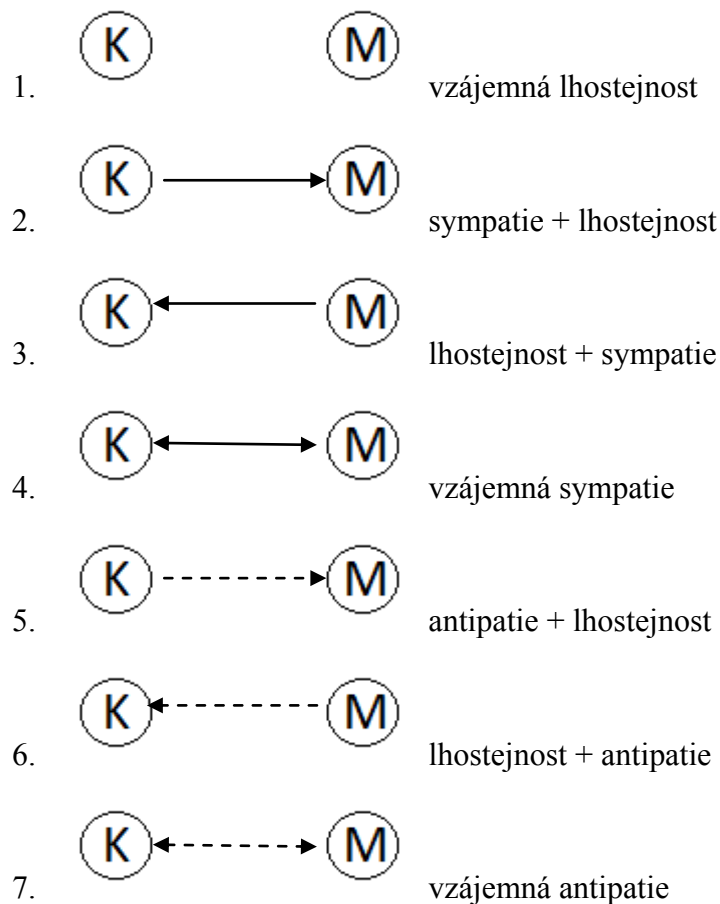 K M
1. vzájemná lhostejnost
K M
2. sympatie + lhostejnost
K M
3. lhostejnost + sympatie
K M
4. vzájemná sympatie
K M
5. antipatie + lhostejnost
K M
6. lhostejnost + antipatie
K M
7. vzájemná antipatie